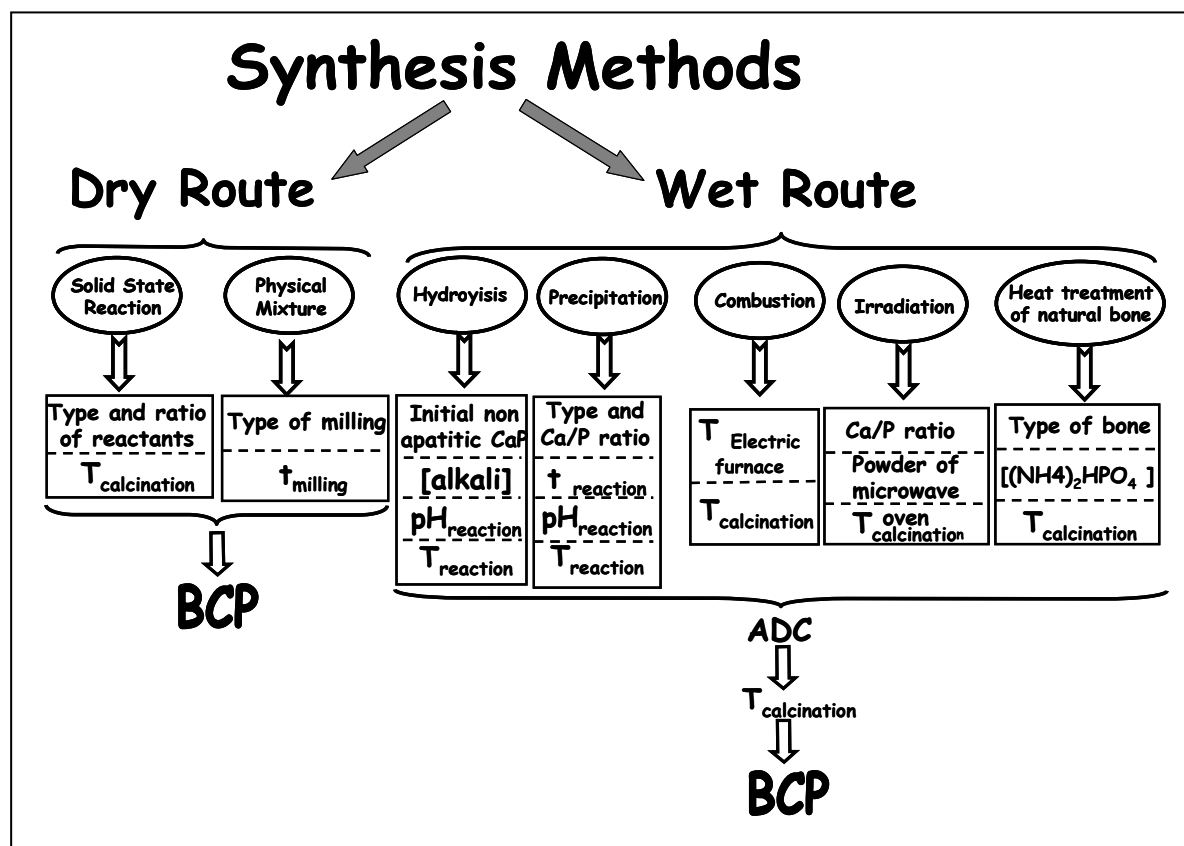 Synthesis Methods
Dry Route
Wet Route
Solid State
Reaction
Physical
Mixture
Hydroyisis
Precipitation
Combustion
Irradiation
Heat treatment
of natural bone
Type and ratio
of reactants
Tcalcination
Type of milling
tmilling
Initial non
apatitic CaP
[alkali]
pHreaction
Treaction
Type and
Ca/P ratio
t reaction
pHreaction
Treaction
T Electric
furnace
Tcalcination
Ca/P ratio
Powder of
microwave
T oven
calcination
Type of bone
[(NH4)2HPO4 ]
Tcalcination
BCP
ADC
Tcalcination
BCP